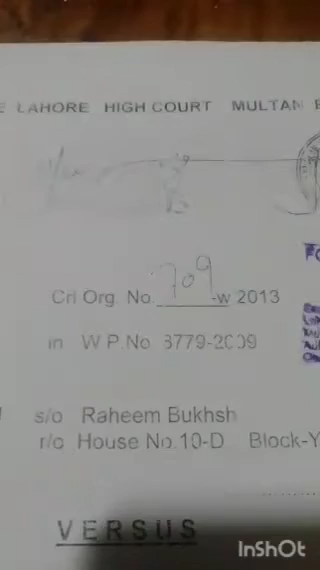 LAHORE HIGH COURT MULTAN
Crl Org. No. 709 -w 2013
in W P.No 8779-2009
s/o Raheem Bukhsh
r/o House No.10-D Block-Y
VERSUS
InShOt